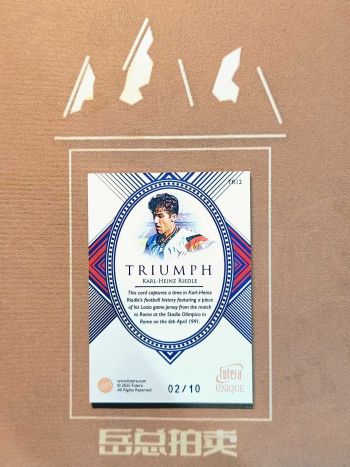 TR12
TRIUMPH
KARL-HEINZ RIEDLE
This card captures a time in Karl-Heinz
Riedle's football history featuring a piece
of his Lazio game jersey from the match
vs Roma at the Stadio Olimpico in
Rome on the 6th April 1991.
www.futera.com
© 2025 Futera
All Rights Reserved
02/10
futera
UNIQUE
岳总拍卖